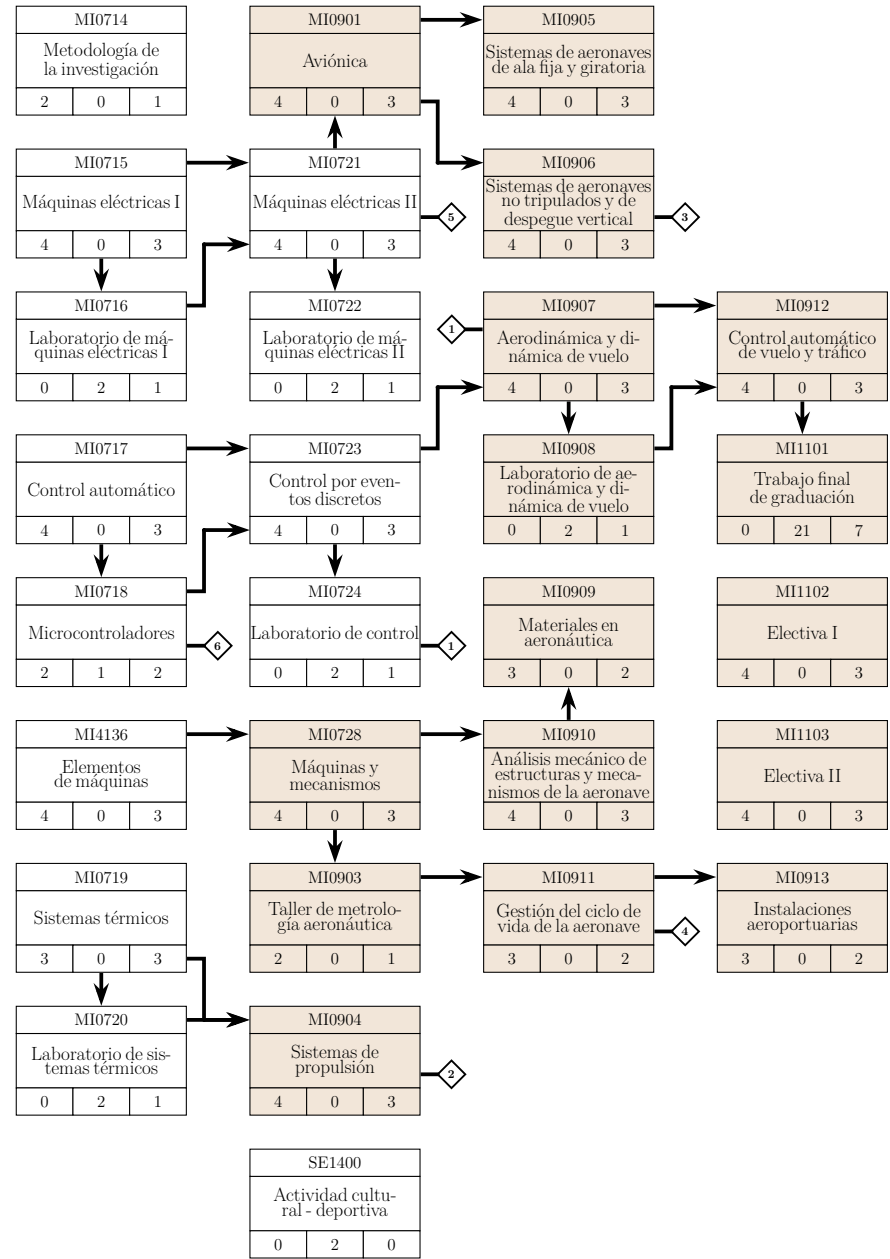 MI0714
Metodología de
la investigación
2 0 1
MI0715
Máquinas eléctricas I
4 0 3
MI0716
Laboratorio de má-
quinas eléctricas I
0 2 1
MI0717
Control automático
4 0 3
MI0718
Microcontroladores
6
2 1 2
MI4136
Elementos
de máquinas
4 0 3
MI0719
Sistemas térmicos
3 0 3
MI0720
Laboratorio de sis-
temas térmicos
0 2 1
MI0901
Aviónica
4 0 3
MI0721
Máquinas eléctricas II
5
4 0 3
MI0722
Laboratorio de má-
quinas eléctricas II
0 2 1
MI0723
Control por even-
tos discretos
4 0 3
MI0724
Laboratorio de control
1
0 2 1
MI0728
Máquinas y
mecanismos
4 0 3
MI0903
Taller de metrolo-
gía aeronáutica
2 0 1
MI0904
Sistemas de
propulsión
2
4 0 3
SE1400
Actividad cultu-
ral - deportiva
0 2 0
MI0905
Sistemas de aeronaves
de ala fija y giratoria
4 0 3
MI0906
Sistemas de aeronaves
no tripulados y de
despegue vertical
3
4 0 3
MI0907
1
Aerodinámica y di-
námica de vuelo
4 0 3
MI0908
Laboratorio de ae-
rodinámica y di-
námica de vuelo
0 2 1
MI0909
Materiales en
aeronáutica
3 0 2
MI0910
Análisis mecánico de
estructuras y meca-
nismos de la aeronave
4 0 3
MI0911
Gestión del ciclo de
vida de la aeronave
4
3 0 2
MI0912
Control automático
de vuelo y tráfico
4 0 3
MI1101
Trabajo final
de graduación
0 21 7
MI1102
Electiva I
4 0 3
MI1103
Electiva II
4 0 3
MI0913
Instalaciones
aeroportuarias
3 0 2